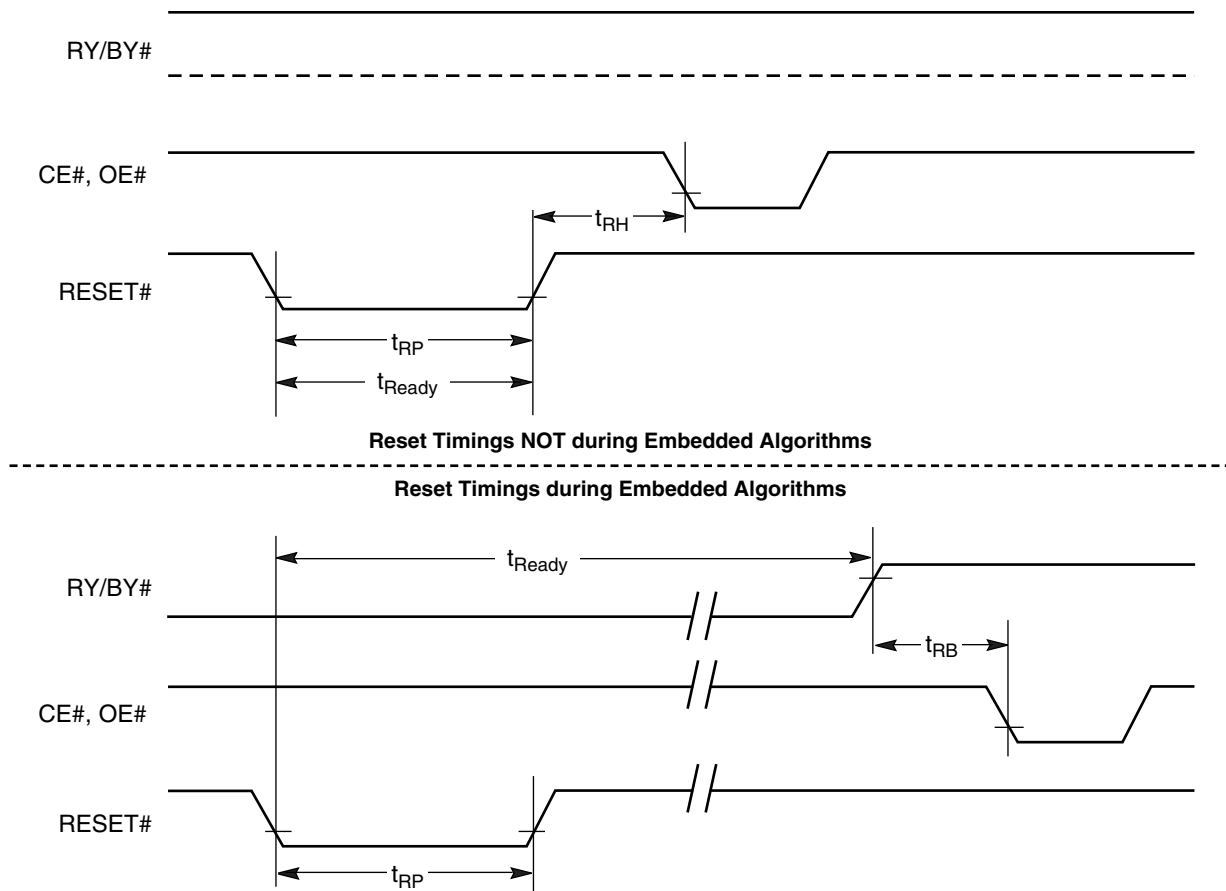 RY/BY#
CE#, OE#
tRH
RESET#
tRP
tReady
Reset Timings NOT during Embedded Algorithms
Reset Timings during Embedded Algorithms
tReady
RY/BY#
tRB
CE#, OE#
RESET#
tRP